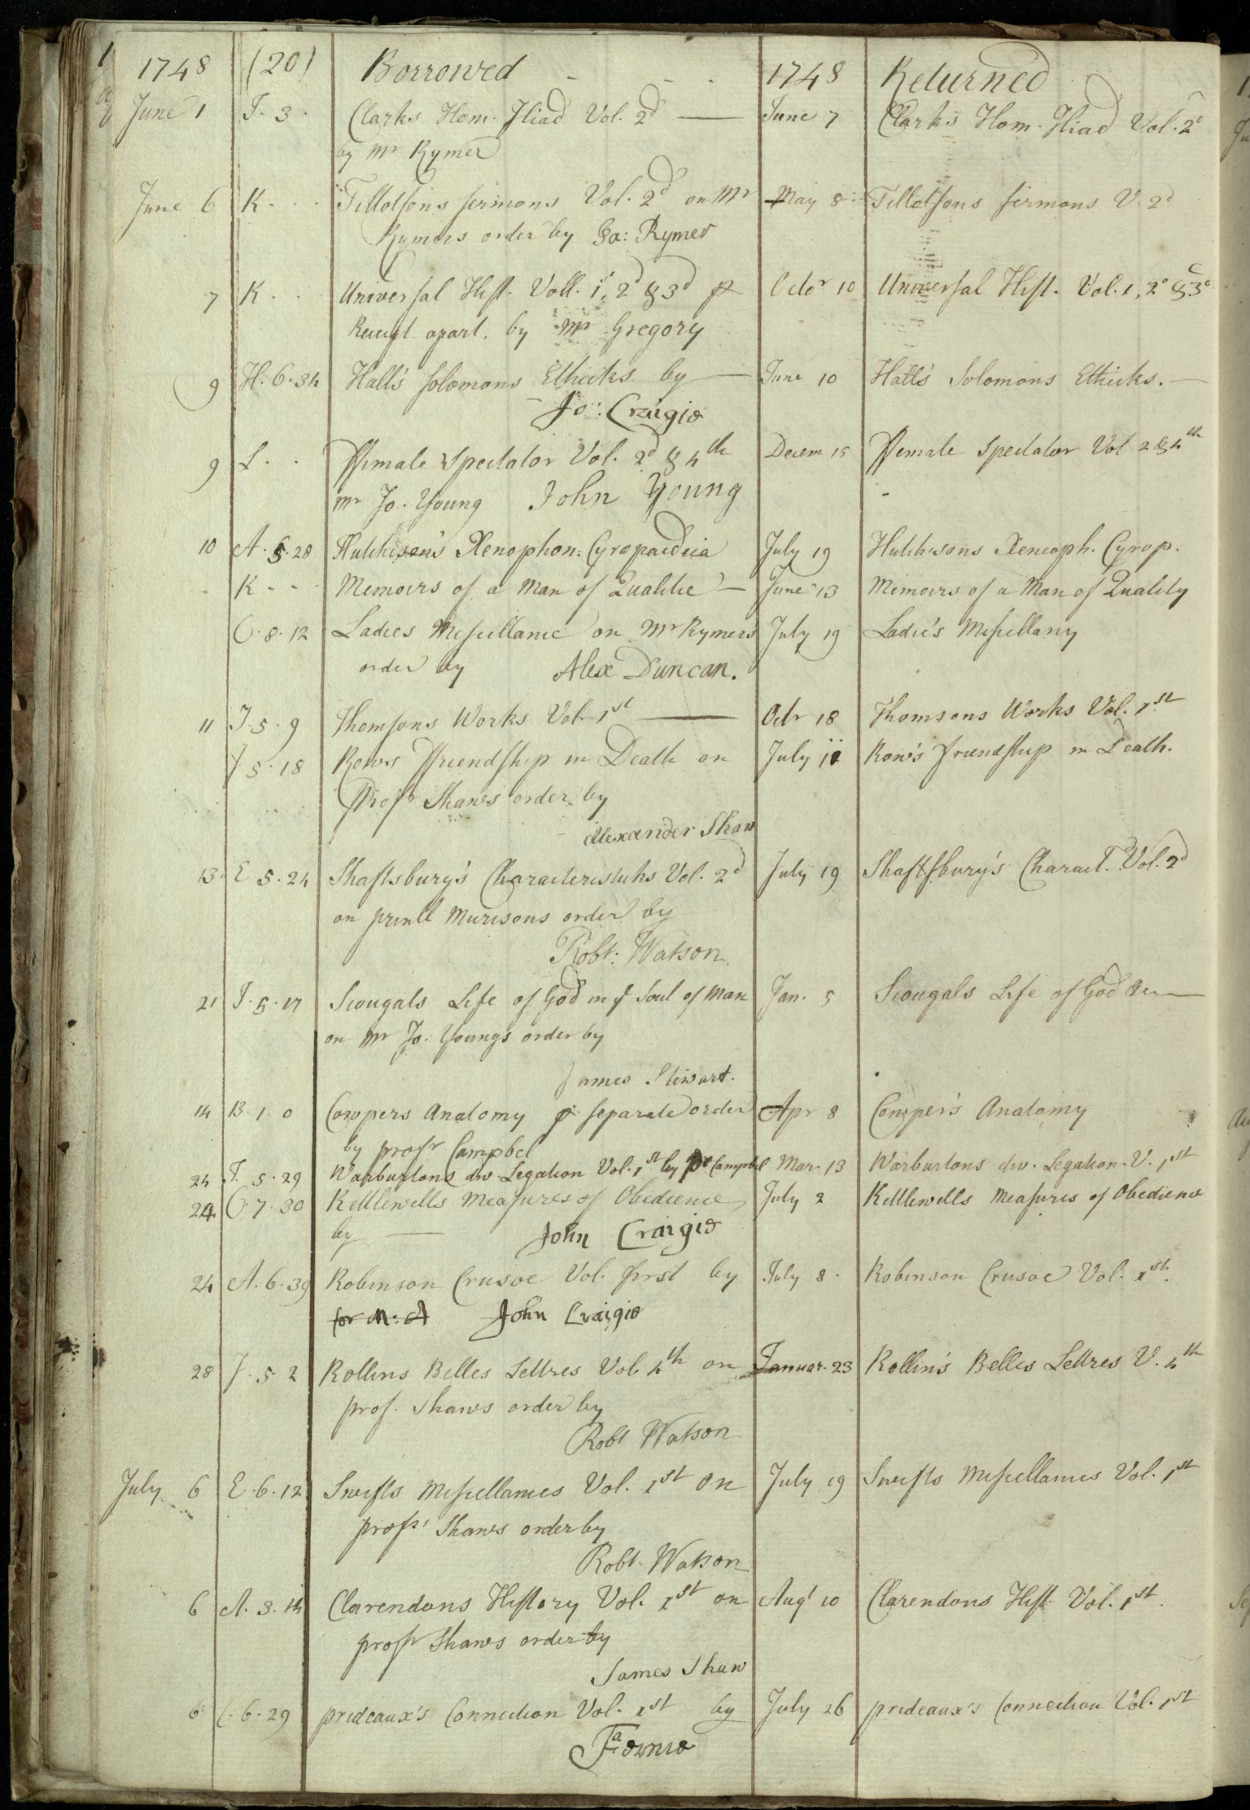 1748 (20) Borrowed - - - 1748 Returned
June 1 I. 3. Clarks Hom. Iliad Vol. 2d — June 7 Clark's Hom. Iliad Vol. 2d
by Mr Rymer
June 6 K... Tillotsons sermons Vol. 2d on Mr May 8 Tillotsons sermons V. 2d
Rymers order by Ja: Rymer
7 K.. Universal Hist. Voll. 1st, 2d & 3d p Octor 10 Universal Hist. Vol. 1, 2d & 3d
Receipt apart. by Mr Gregory
9 H. 6. 34 Hall's Solomons Ethicks by — June 10 Hall's Solomons Ethicks. —
Jo: Craigie
9 L.. Ffemale Spectator Vol. 2d & 4th Decem 15 Ffemale Spectator Vol 2 & 4th
Mr Jo. Young John Young
10 A. 5. 28 Hutchison's Xenophon: Cyropaedia July 19 Hutchisons Xenoph. Cyrop.
K... Memoirs of a Man of Qualitie — June 13 Memoirs of a Man of Quality
O. 8. 12 Ladies Miscellanie on Mr Rymers July 19 Ladie's Miscellany
order by Alex Duncan.
11 I. 5. 9 Thomsons Works Vol. 1st — Octr 18 Thomsons Works Vol. 1st
J 5. 18 Rows Ffriendship in Death on July 11 Row's friendship in Death.
Profr Shaws order by
Alexander Shaw
13 E 5. 24 Shaftsbury's Characteristicks Vol. 2d July 19 Shaftsbury's Charact. Vol. 2d
on prinll Murisons order by
Robt: Watson
21 I. 5. 17 Scougals Life of God in ye Soul of Man Jan. 5 Scougals Life of God &c —
on Mr Jo: Youngs order by
James Stewart.
14 B. 1. 0 Cowpers Anatomy p separate order Apr 8 Cowper's Anatomy
by profr Campbel
24 F. 5. 29 Warburtons div. Legation Vol. 1st by pr Campbel Mar. 13 Warburtons div. Legation. V. 1st
24 O. 7. 30 Kettlewells Measures of Obedience July 2 Kettlewells Measures of Obedience
by — John Craigie
24 A. 6. 39 Robinson Crusoe Vol. first by July 8. Robinson Crusoe Vol. 1st.
for M: A John Craigie
28 J. 5 2 Rollins Belles Lettres Vol. 4th on Januar. 23 Rollin's Belles Lettres V. 4th
prof. Shaws order by
Robt Watson
July 6 E. 6. 12 Swifts Miscellanies Vol. 1st on July 19 Swifts Miscellanies Vol. 1st
profr Shaws order by
Robt. Watson
6 A. 3. 14 Clarendons History Vol. 1st on Augt 10 Clarendons Hist Vol. 1st.
profr Shaws order by
James Shaw
6 C. 6. 29 prideaux's Connection Vol. 1st by July 26 prideaux's Connection Vol. 1st